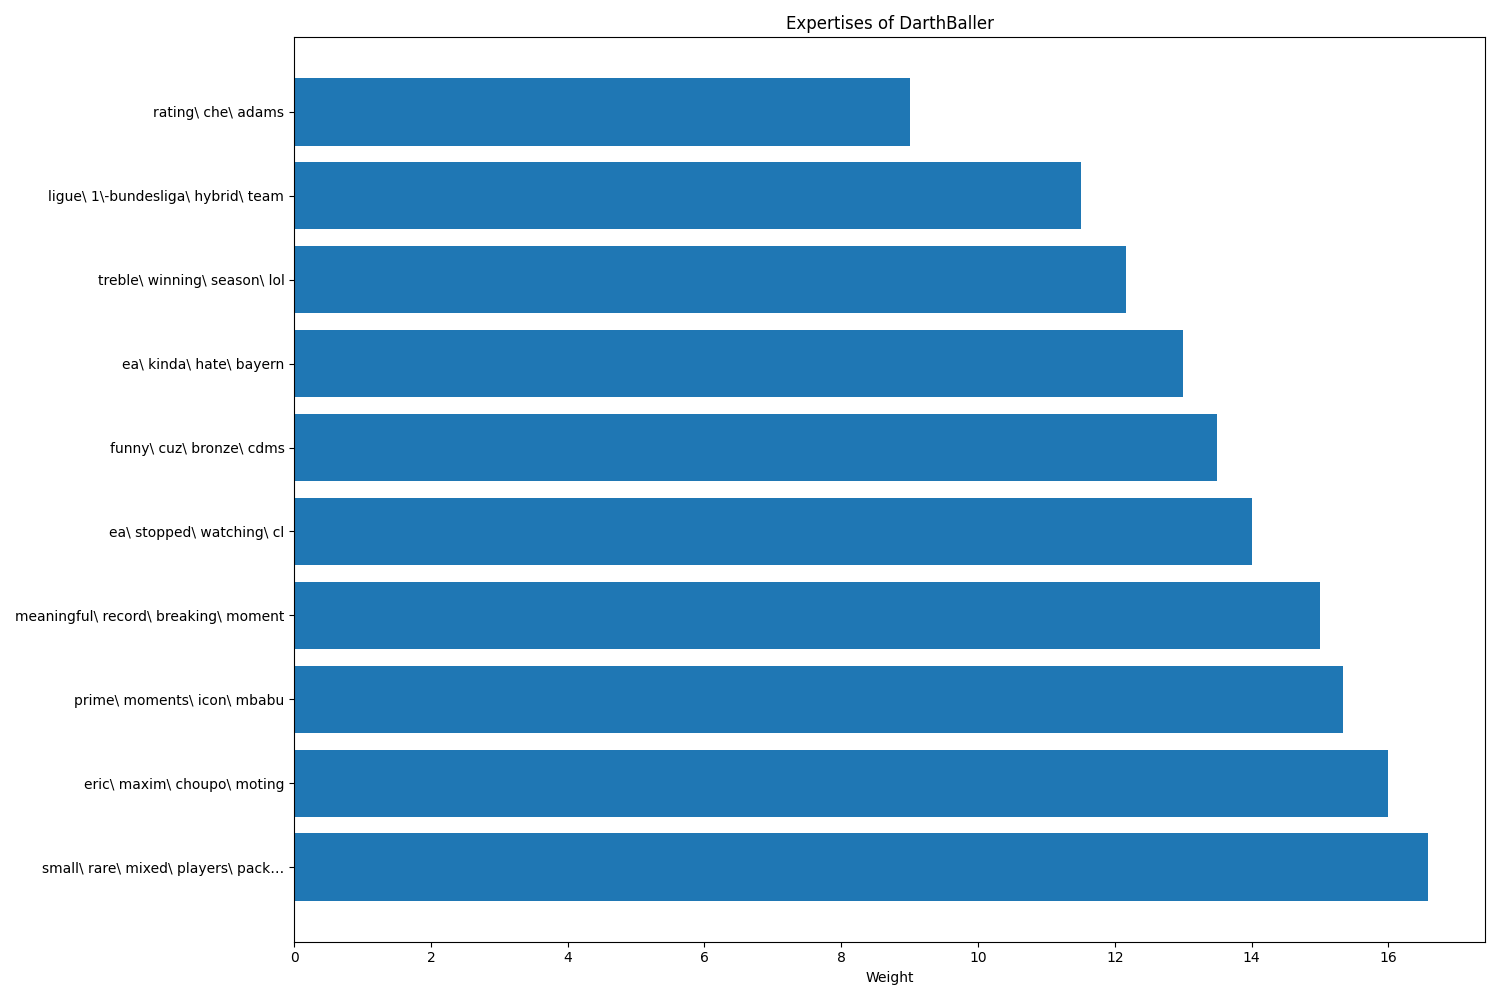 Expertises of DarthBaller
rating\ che\ adams
ligue\ 1\-bundesliga\ hybrid\ team
treble\ winning\ season\ lol
ea\ kinda\ hate\ bayern
funny\ cuz\ bronze\ cdms
ea\ stopped\ watching\ cl
meaningful\ record\ breaking\ moment
prime\ moments\ icon\ mbabu
eric\ maxim\ choupo\ moting
small\ rare\ mixed\ players\ pack…
0 2 4 6 8 10 12 14 16
Weight